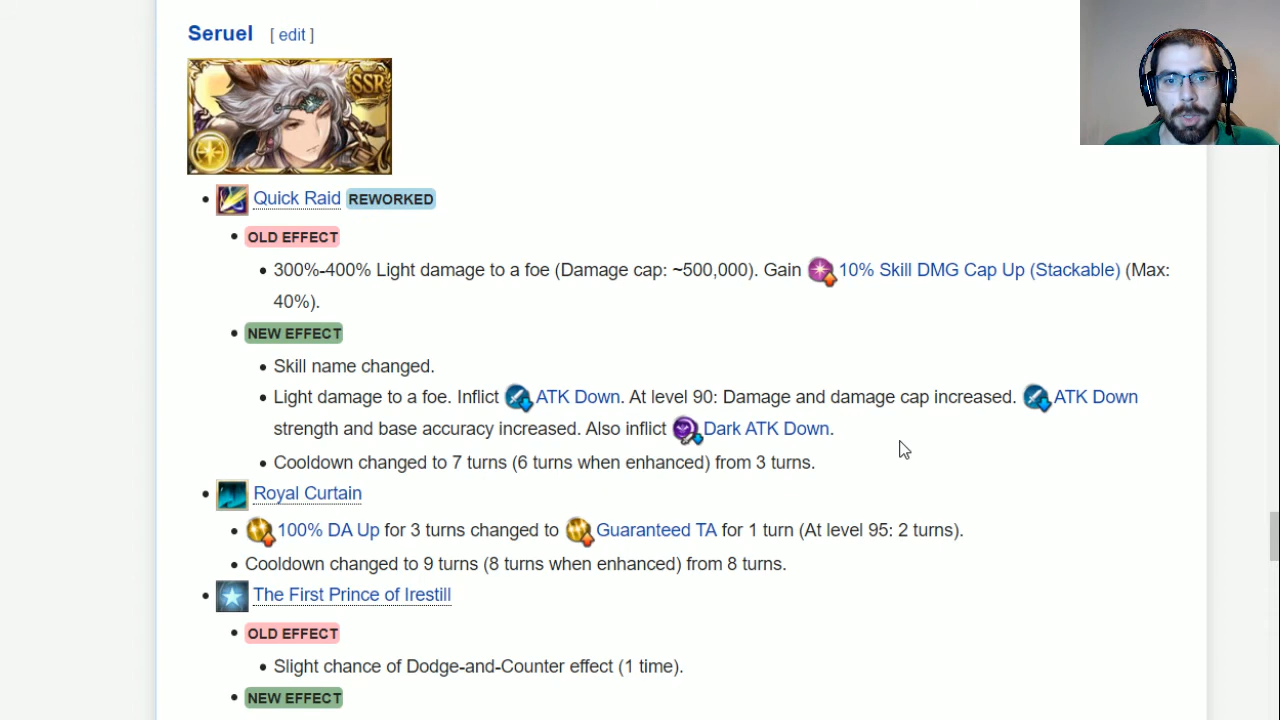 Seruel [ edit ]
SSR
Quick Raid REWORKED
OLD EFFECT
300%-400% Light damage to a foe (Damage cap: ~500,000). Gain 10% Skill DMG Cap Up (Stackable) (Max:
40%).
NEW EFFECT
Skill name changed.
Light damage to a foe. Inflict ATK Down. At level 90: Damage and damage cap increased. ATK Down
strength and base accuracy increased. Also inflict Dark ATK Down.
Cooldown changed to 7 turns (6 turns when enhanced) from 3 turns.
Royal Curtain
100% DA Up for 3 turns changed to Guaranteed TA for 1 turn (At level 95: 2 turns).
Cooldown changed to 9 turns (8 turns when enhanced) from 8 turns.
The First Prince of Irestill
OLD EFFECT
Slight chance of Dodge-and-Counter effect (1 time).
NEW EFFECT